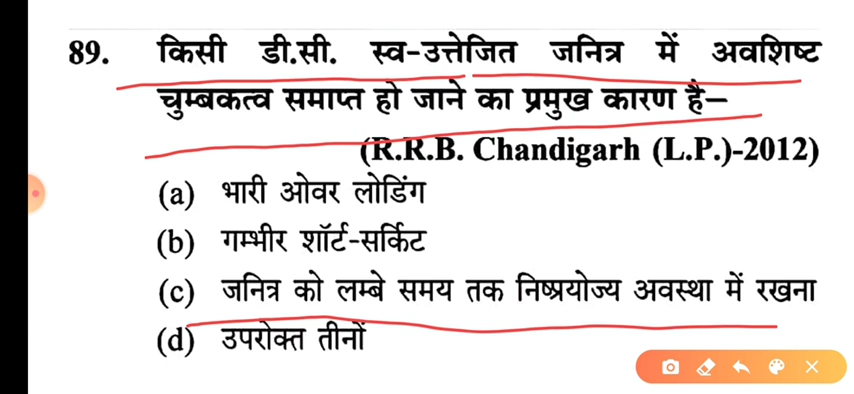 89. किसी डी.सी. स्व-उत्तेजित जनित्र में अवशिष्ट
चुम्बकत्व समाप्त हो जाने का प्रमुख कारण है–
(R.R.B. Chandigarh (L.P.)-2012)
(a) भारी ओवर लोडिंग
(b) गम्भीर शॉर्ट-सर्किट
(c) जनित्र को लम्बे समय तक निष्प्रयोज्य अवस्था में रखना
(d) उपरोक्त तीनों